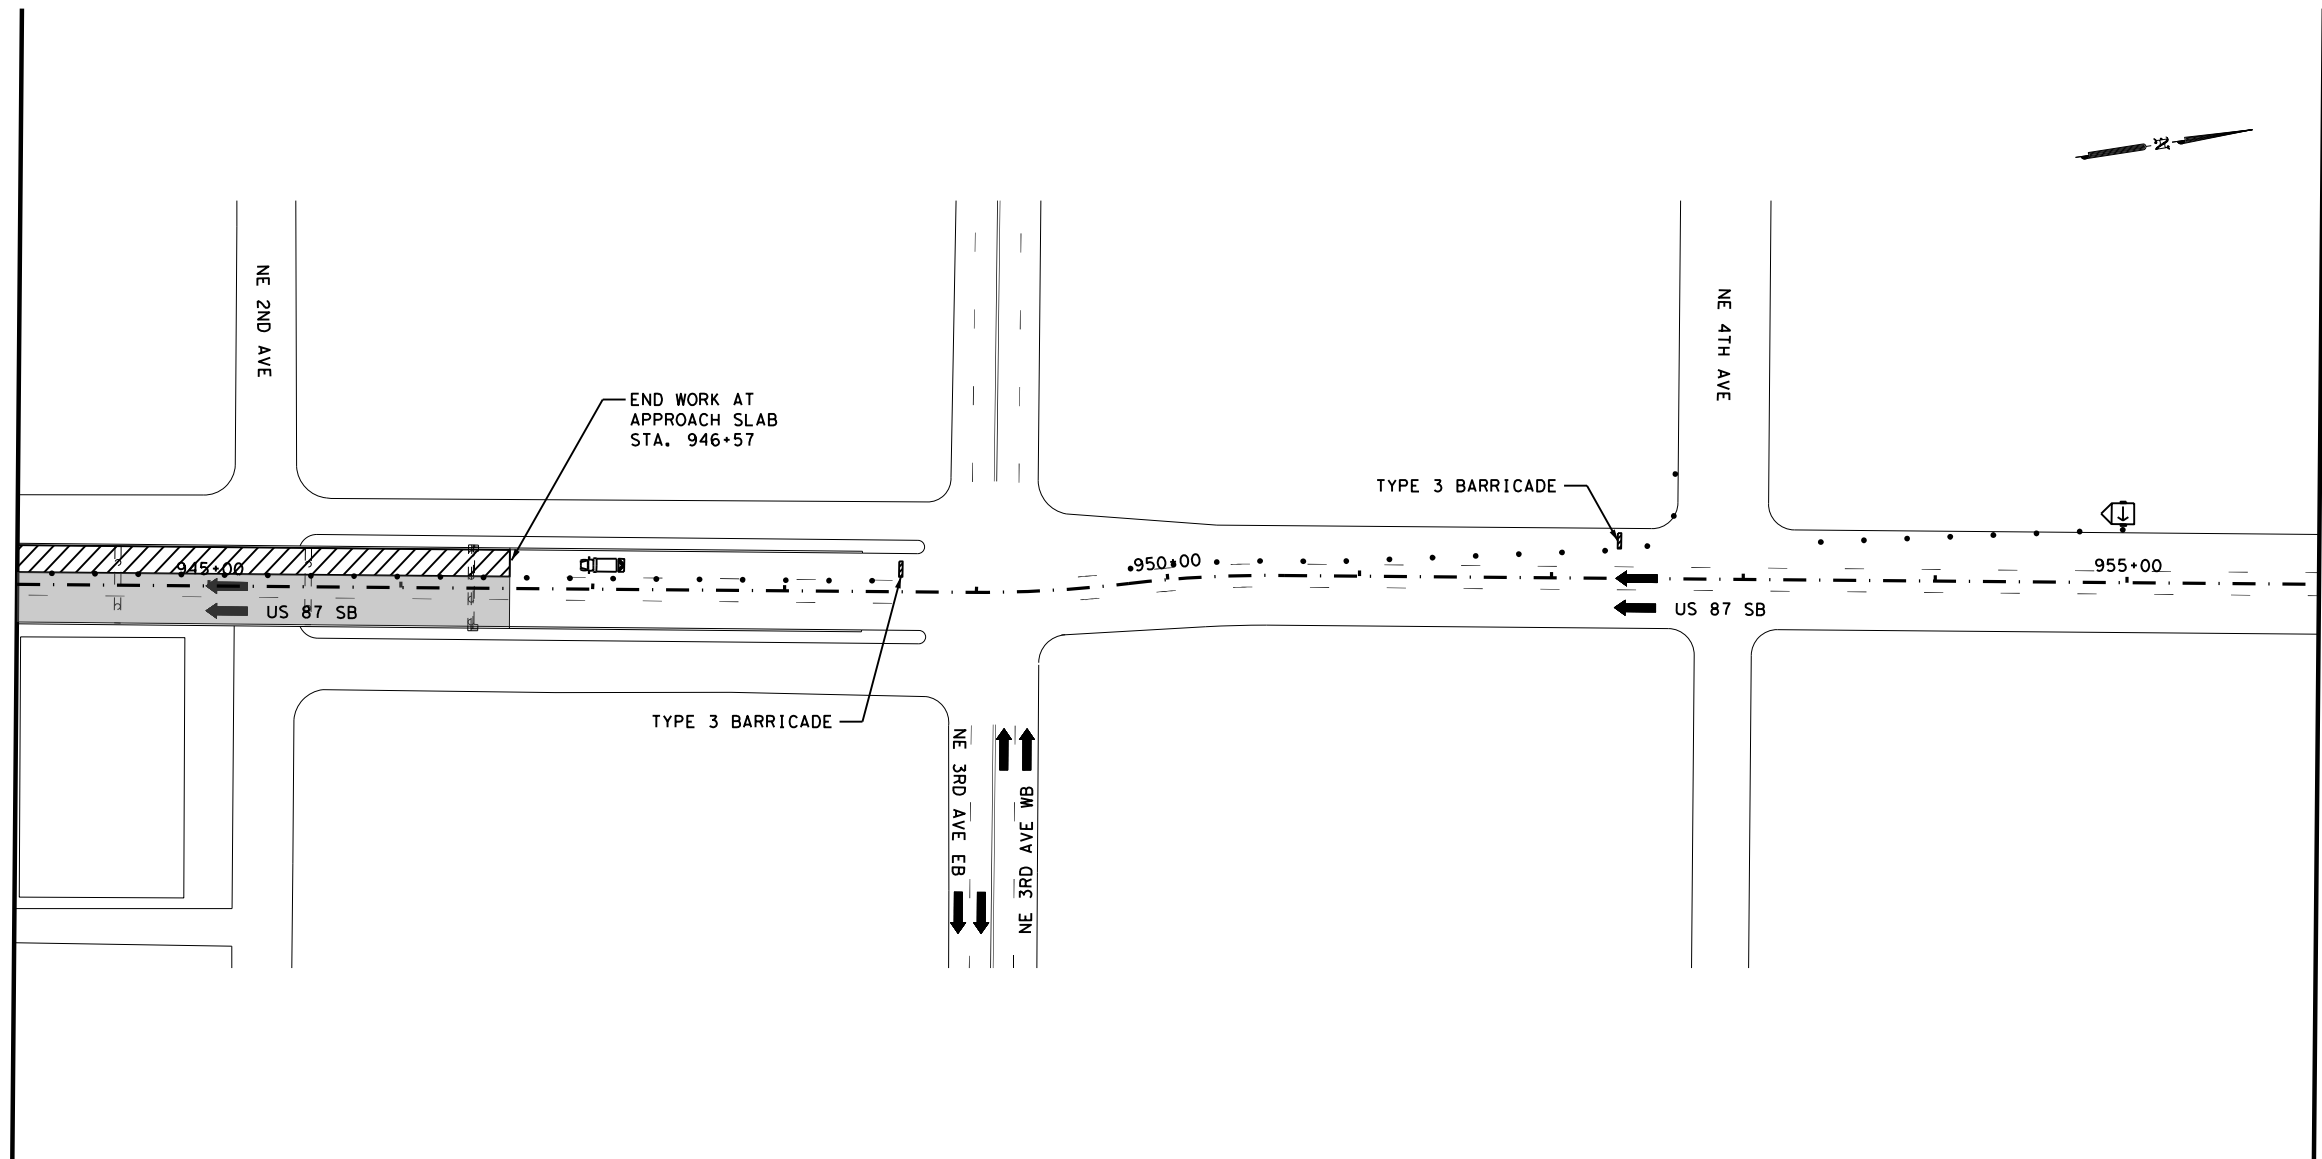 N
NE 2ND AVE
NE 4TH AVE
END WORK AT
APPROACH SLAB
STA. 946+57
TYPE 3 BARRICADE
945+00
950+00
955+00
US 87 SB
US 87 SB
TYPE 3 BARRICADE
NE 3RD AVE EB
NE 3RD AVE WB